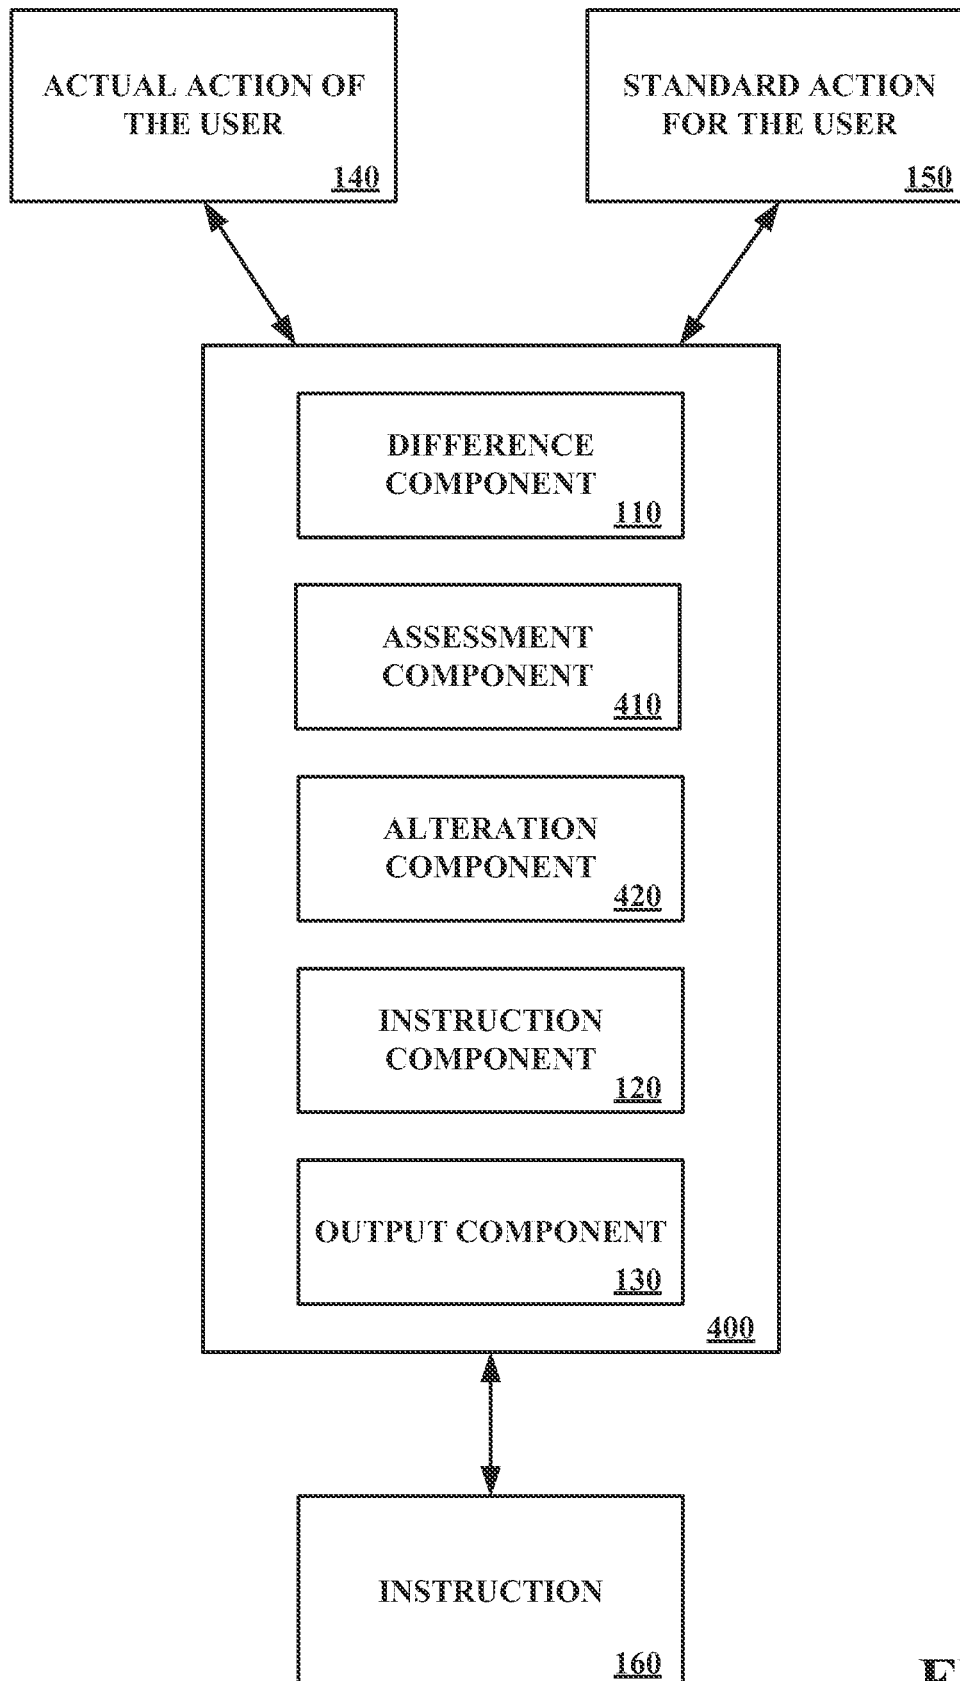 ACTUAL ACTION OF
THE USER
140
STANDARD ACTION
FOR THE USER
150
DIFFERENCE
COMPONENT
110
ASSESSMENT
COMPONENT
410
ALTERATION
COMPONENT
420
INSTRUCTION
COMPONENT
120
OUTPUT COMPONENT
130
400
INSTRUCTION
160